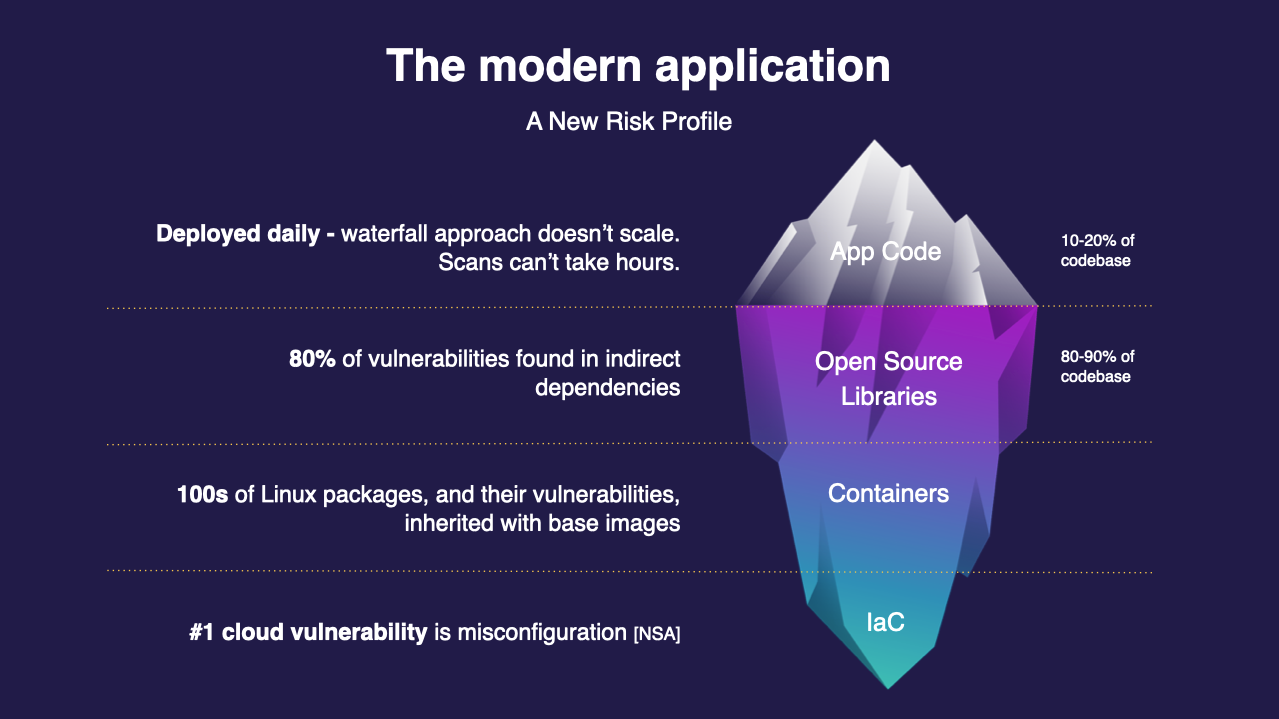 The modern application
A New Risk Profile
Deployed daily - waterfall approach doesn’t scale.
Scans can’t take hours.
App Code
10-20% of
codebase
80% of vulnerabilities found in indirect
dependencies
Open Source
Libraries
80-90% of
codebase
100s of Linux packages, and their vulnerabilities,
inherited with base images
Containers
#1 cloud vulnerability is misconfiguration [NSA]
IaC